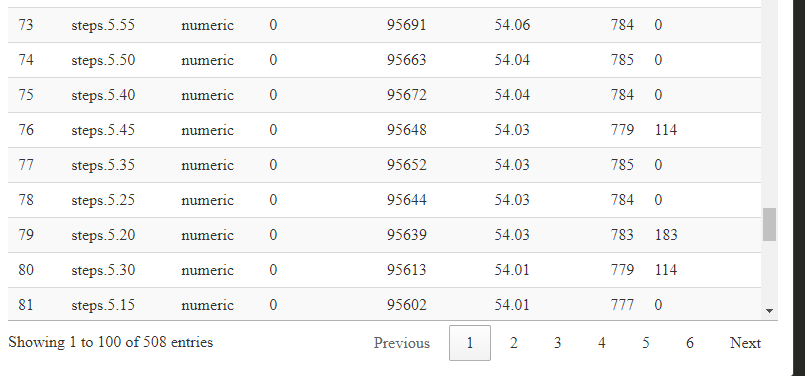 73 steps.5.55 numeric 0 95691 54.06 784 0
74 steps.5.50 numeric 0 95663 54.04 785 0
75 steps.5.40 numeric 0 95672 54.04 784 0
76 steps.5.45 numeric 0 95648 54.03 779 114
77 steps.5.35 numeric 0 95652 54.03 785 0
78 steps.5.25 numeric 0 95644 54.03 784 0
79 steps.5.20 numeric 0 95639 54.03 783 183
80 steps.5.30 numeric 0 95613 54.01 779 114
81 steps.5.15 numeric 0 95602 54.01 777 0
Showing 1 to 100 of 508 entries Previous 1 2 3 4 5 6 Next